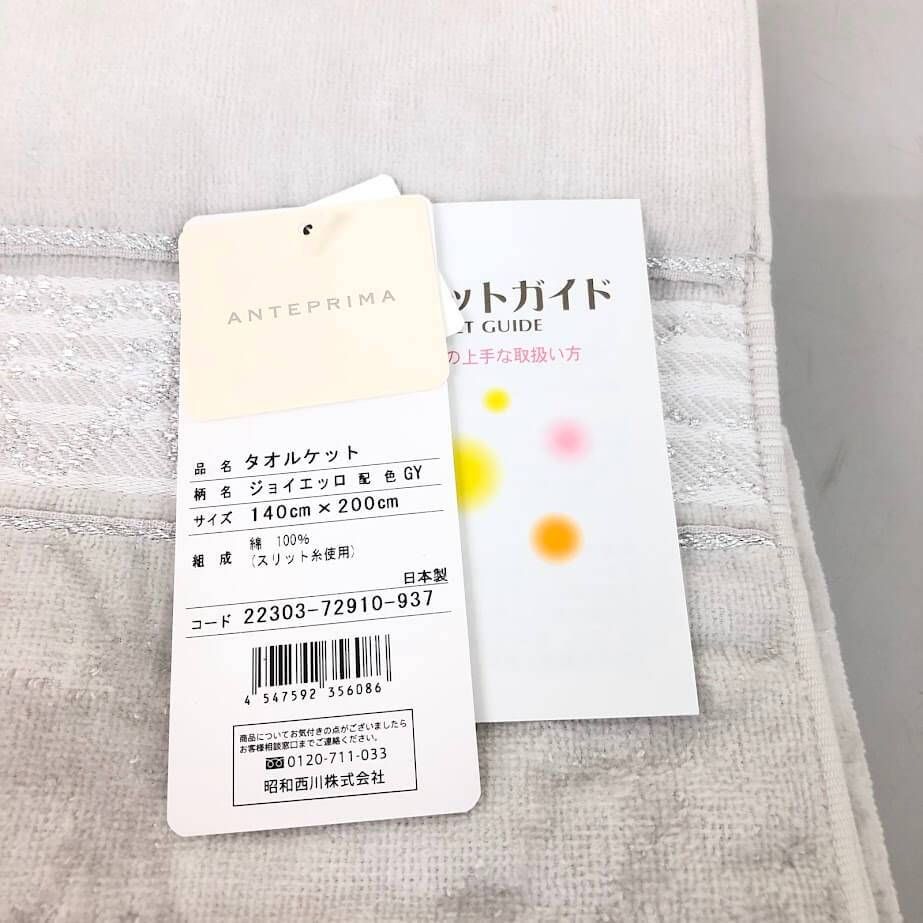 ANTEPRIMA
品 名 タオルケット
柄 名 ジョイエッロ 配 色 GY
サイズ 140cm×200cm
組 成 綿 100%
(スリット糸使用)
日本製
コード 22303-72910-937
4 547592 356086
商品についてお気付きの点がございましたら
お客様相談窓口までご連絡ください。
0120-711-033
昭和西川株式会社
ットガイド
ET GUIDE
の上手な取扱い方